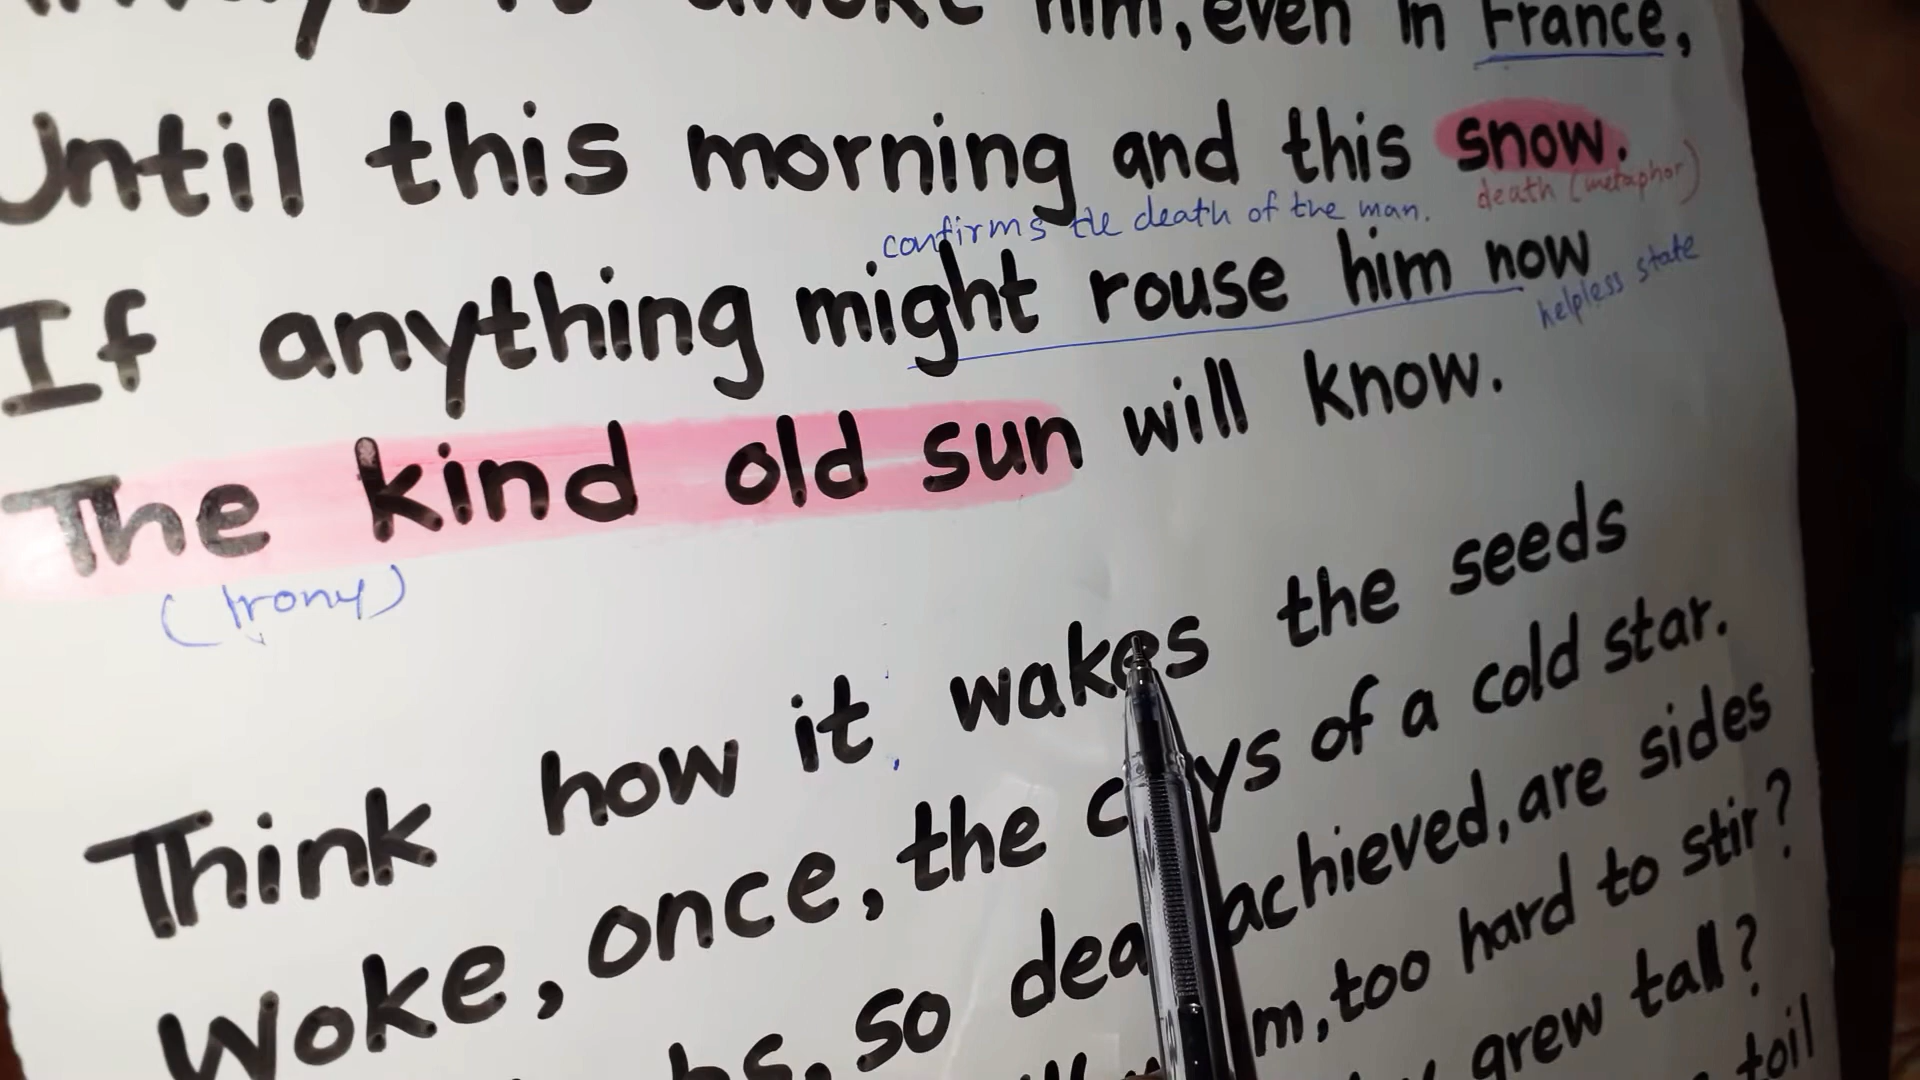 him, even in France,
Until this morning and this snow.
death (metaphor)
confirms the death of the man.
If anything might rouse him now
helpless state
The kind old sun will know.
(Irony)
Think how it wakes the seeds
Woke, once, the of a cold star.
so achieved, are sides
too hard to stir?
grew tall?
toil